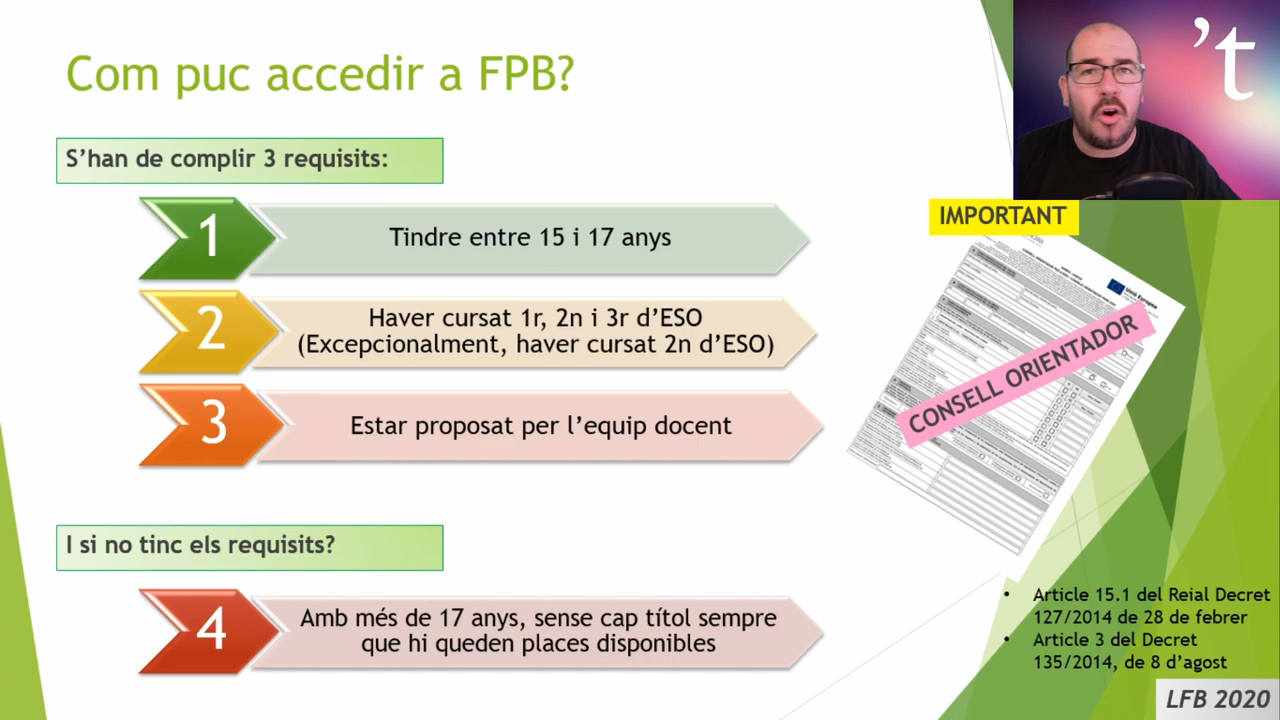 Com puc accedir a FPB?
’t
S’han de complir 3 requisits:
1
Tindre entre 15 i 17 anys
2
Haver cursat 1r, 2n i 3r d’ESO
(Excepcionalment, haver cursat 2n d’ESO)
3
Estar proposat per l’equip docent
IMPORTANT
Unió Europea
CONSELL ORIENTADOR
I si no tinc els requisits?
4
Amb més de 17 anys, sense cap títol sempre
que hi queden places disponibles
• Article 15.1 del Reial Decret
127/2014 de 28 de febrer
• Article 3 del Decret
135/2014, de 8 d’agost
LFB 2020